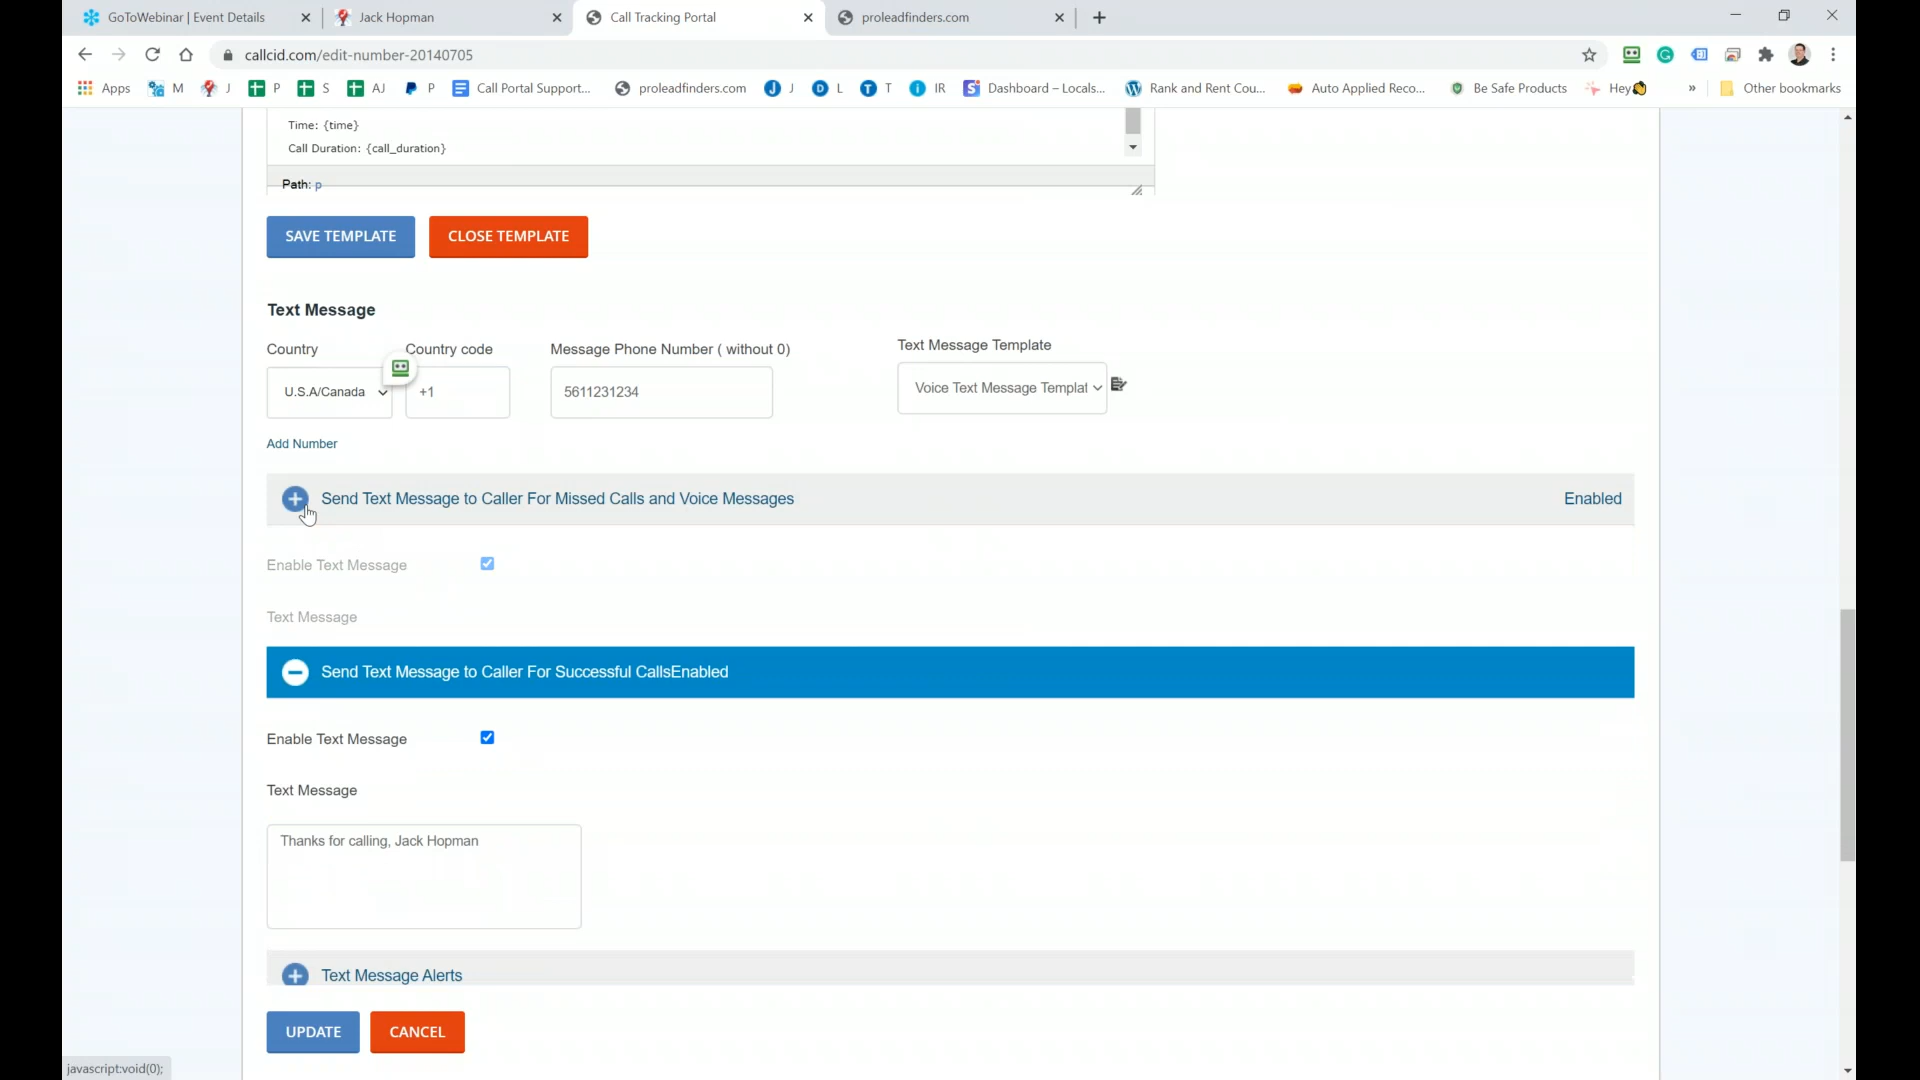 GoToWebinar | Event Details
Jack Hopman
Call Tracking Portal
proleadfinders.com
callcid.com/edit-number-20140705
Apps
M
J
P
S
AJ
P
Call Portal Support...
proleadfinders.com
J J
D L
T T
i IR
Dashboard – Locals...
Rank and Rent Cou...
Auto Applied Reco...
Be Safe Products
Hey
»
Other bookmarks
Time: {time}
Call Duration: {call_duration}
Path: p
SAVE TEMPLATE
CLOSE TEMPLATE
Text Message
Country
Country code
Message Phone Number ( without 0)
Text Message Template
U.S.A/Canada
+1
5611231234
Voice Text Message Templat
Add Number
Send Text Message to Caller For Missed Calls and Voice Messages
Enabled
Enable Text Message
Text Message
Send Text Message to Caller For Successful CallsEnabled
Enable Text Message
Text Message
Thanks for calling, Jack Hopman
Text Message Alerts
UPDATE
CANCEL
javascript:void(0);